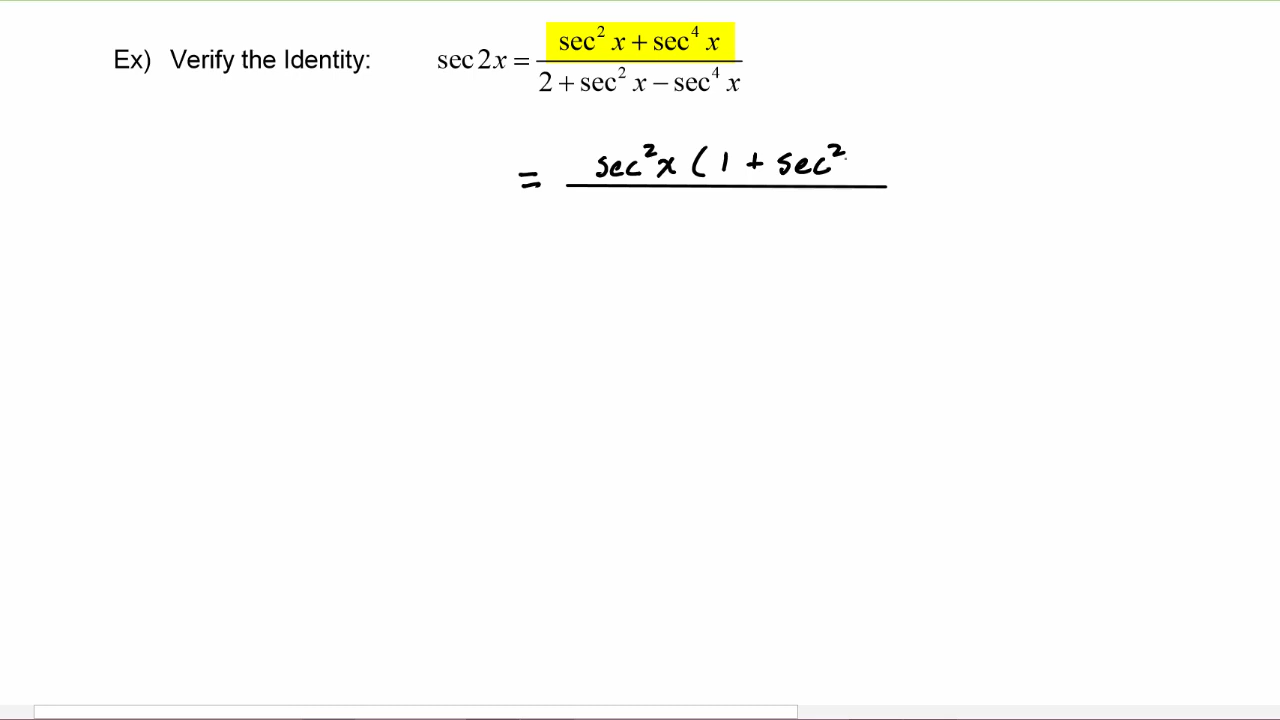 Ex) Verify the Identity: sec 2x = (sec² x + sec⁴ x) / (2 + sec² x − sec⁴ x)
= sec²x (1 + sec²